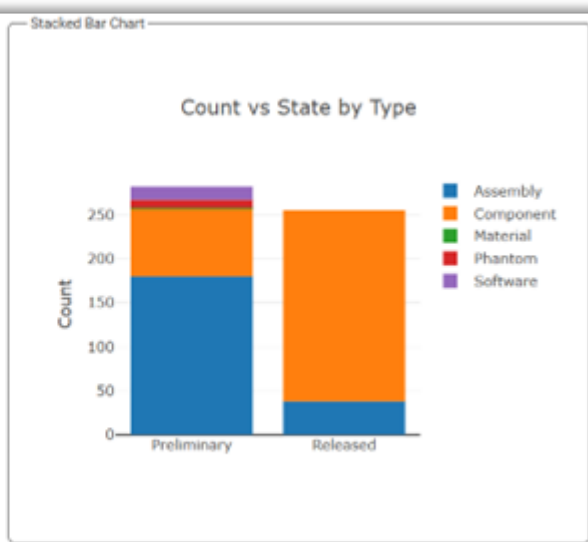 Stacked Bar Chart
Count vs State by Type
Assembly
Component
Material
Phantom
Software
Count
250
200
150
100
50
0
Preliminary
Released